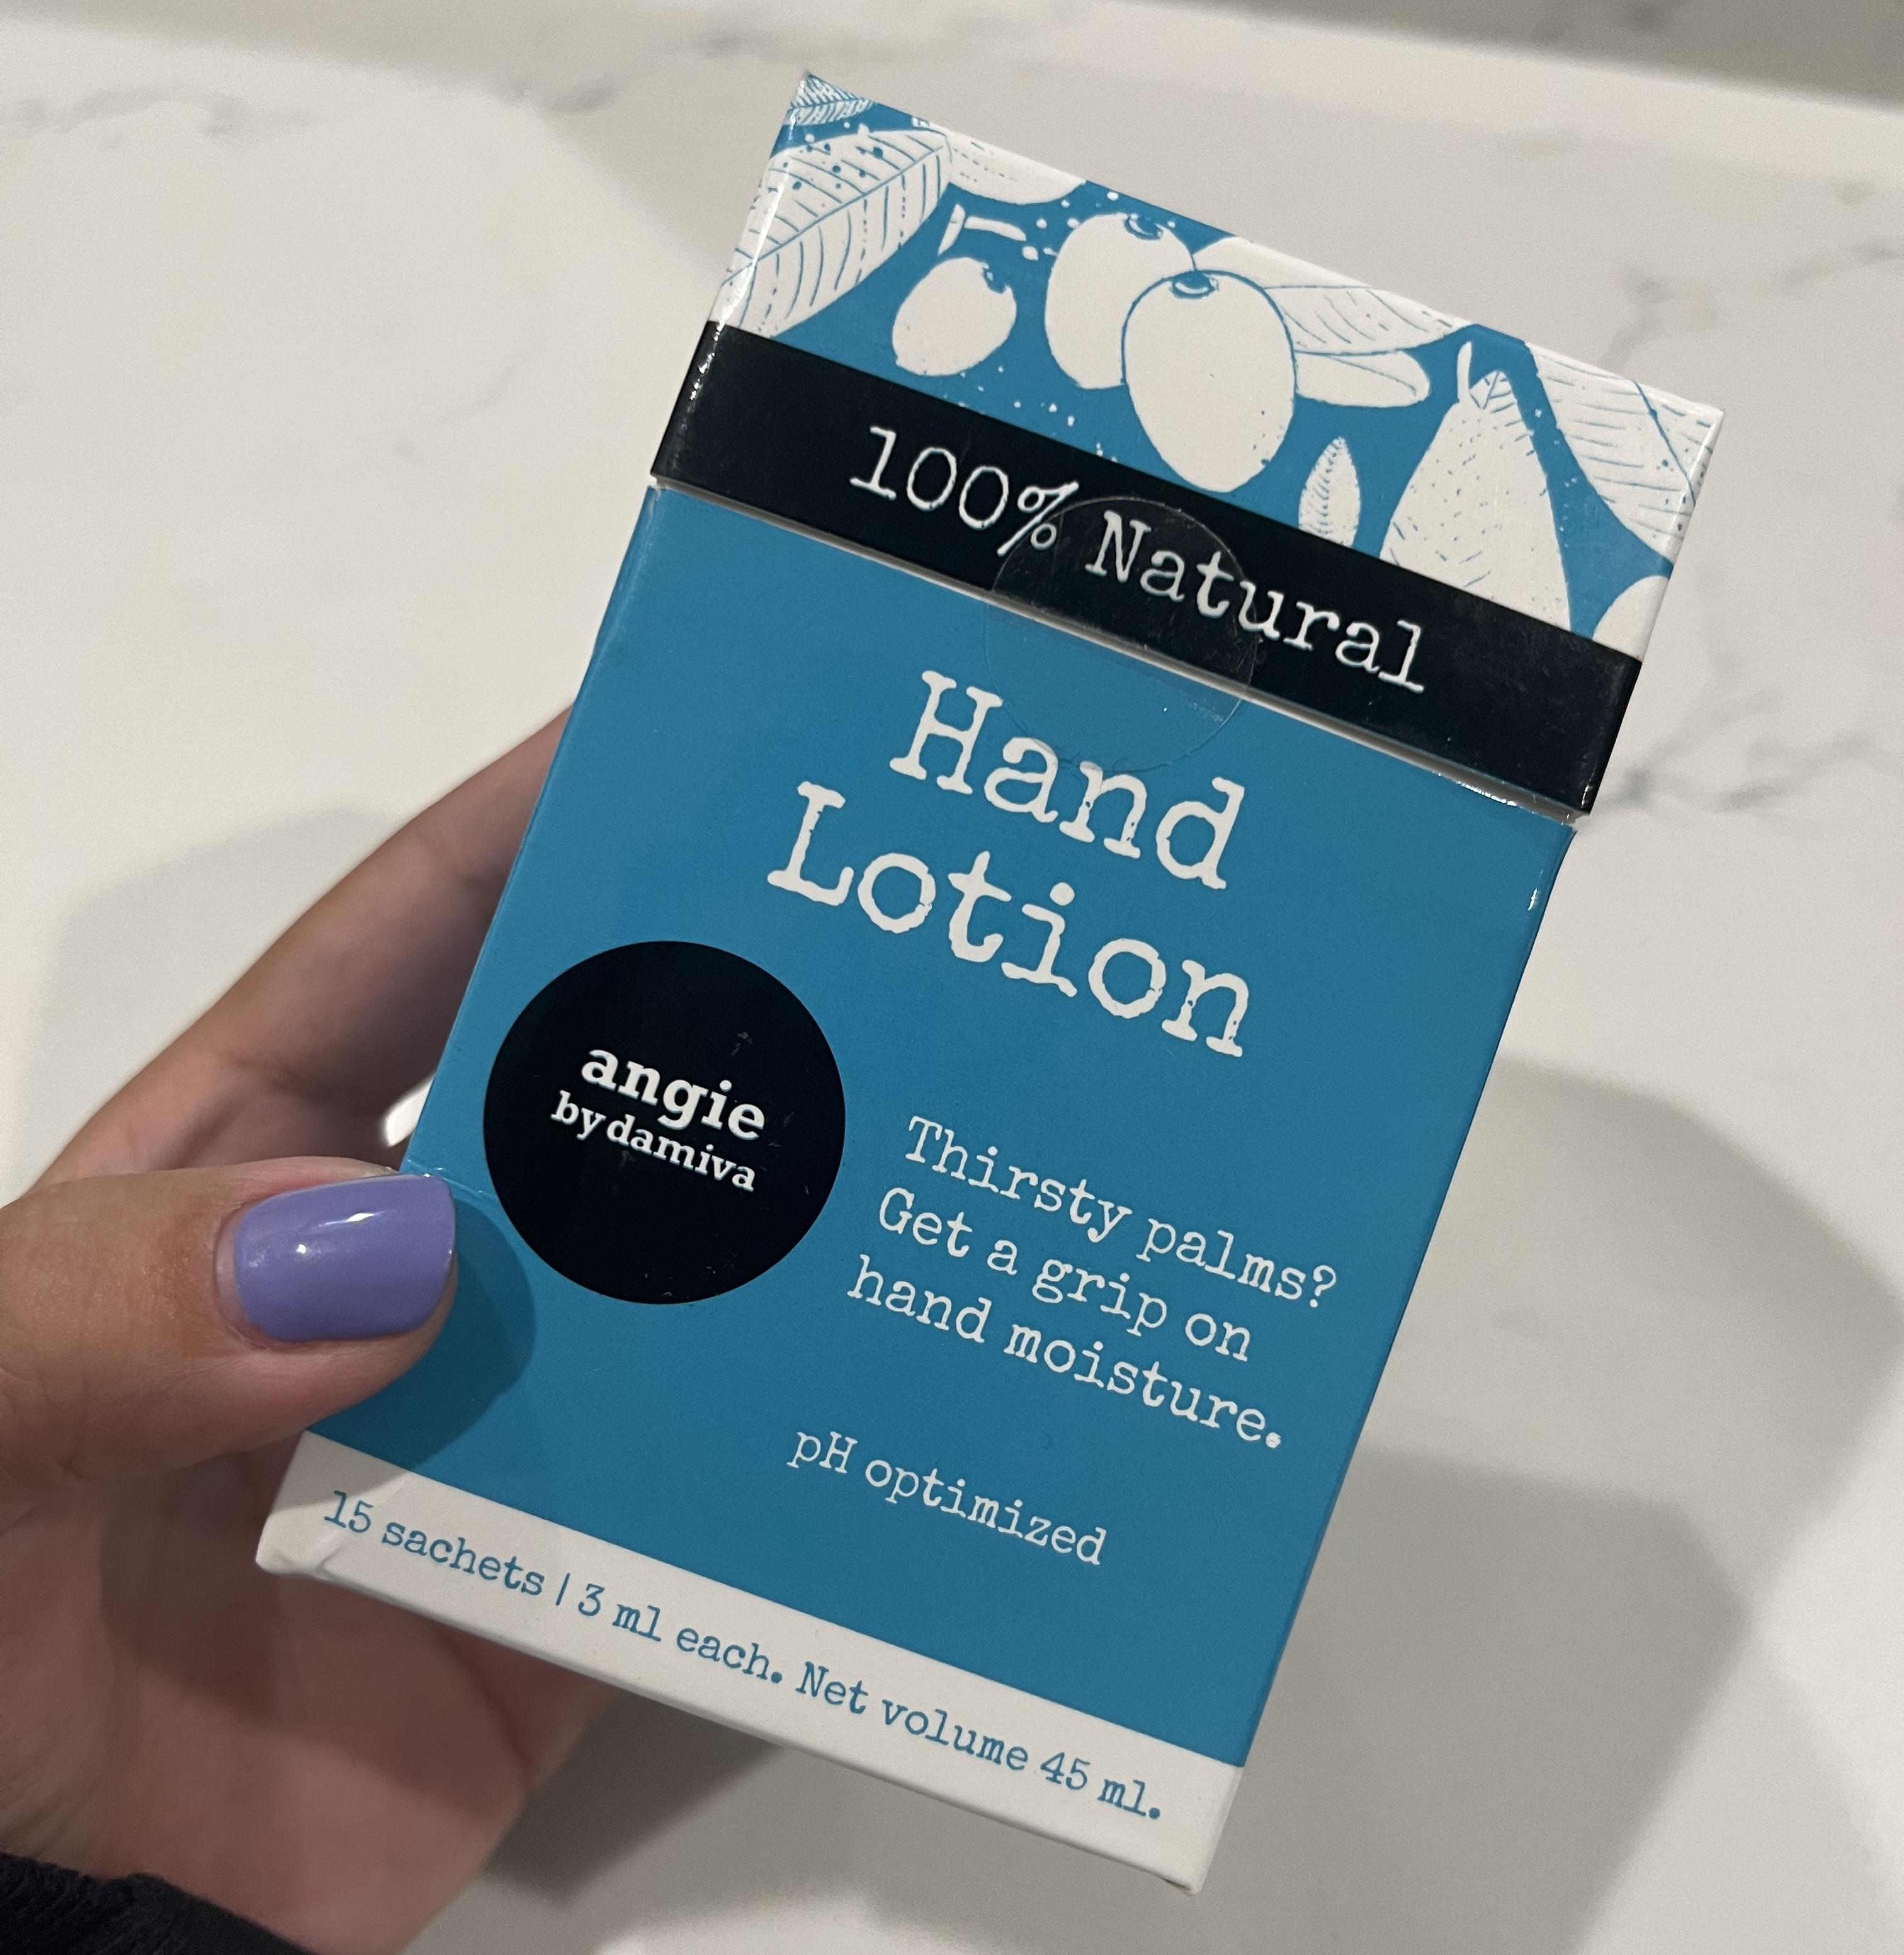 100% Natural
Hand
Lotion
angie
by damiva
Thirsty palms?
Get a grip on
hand moisture.
pH optimized
15 sachets | 3 ml each. Net volume 45 ml.